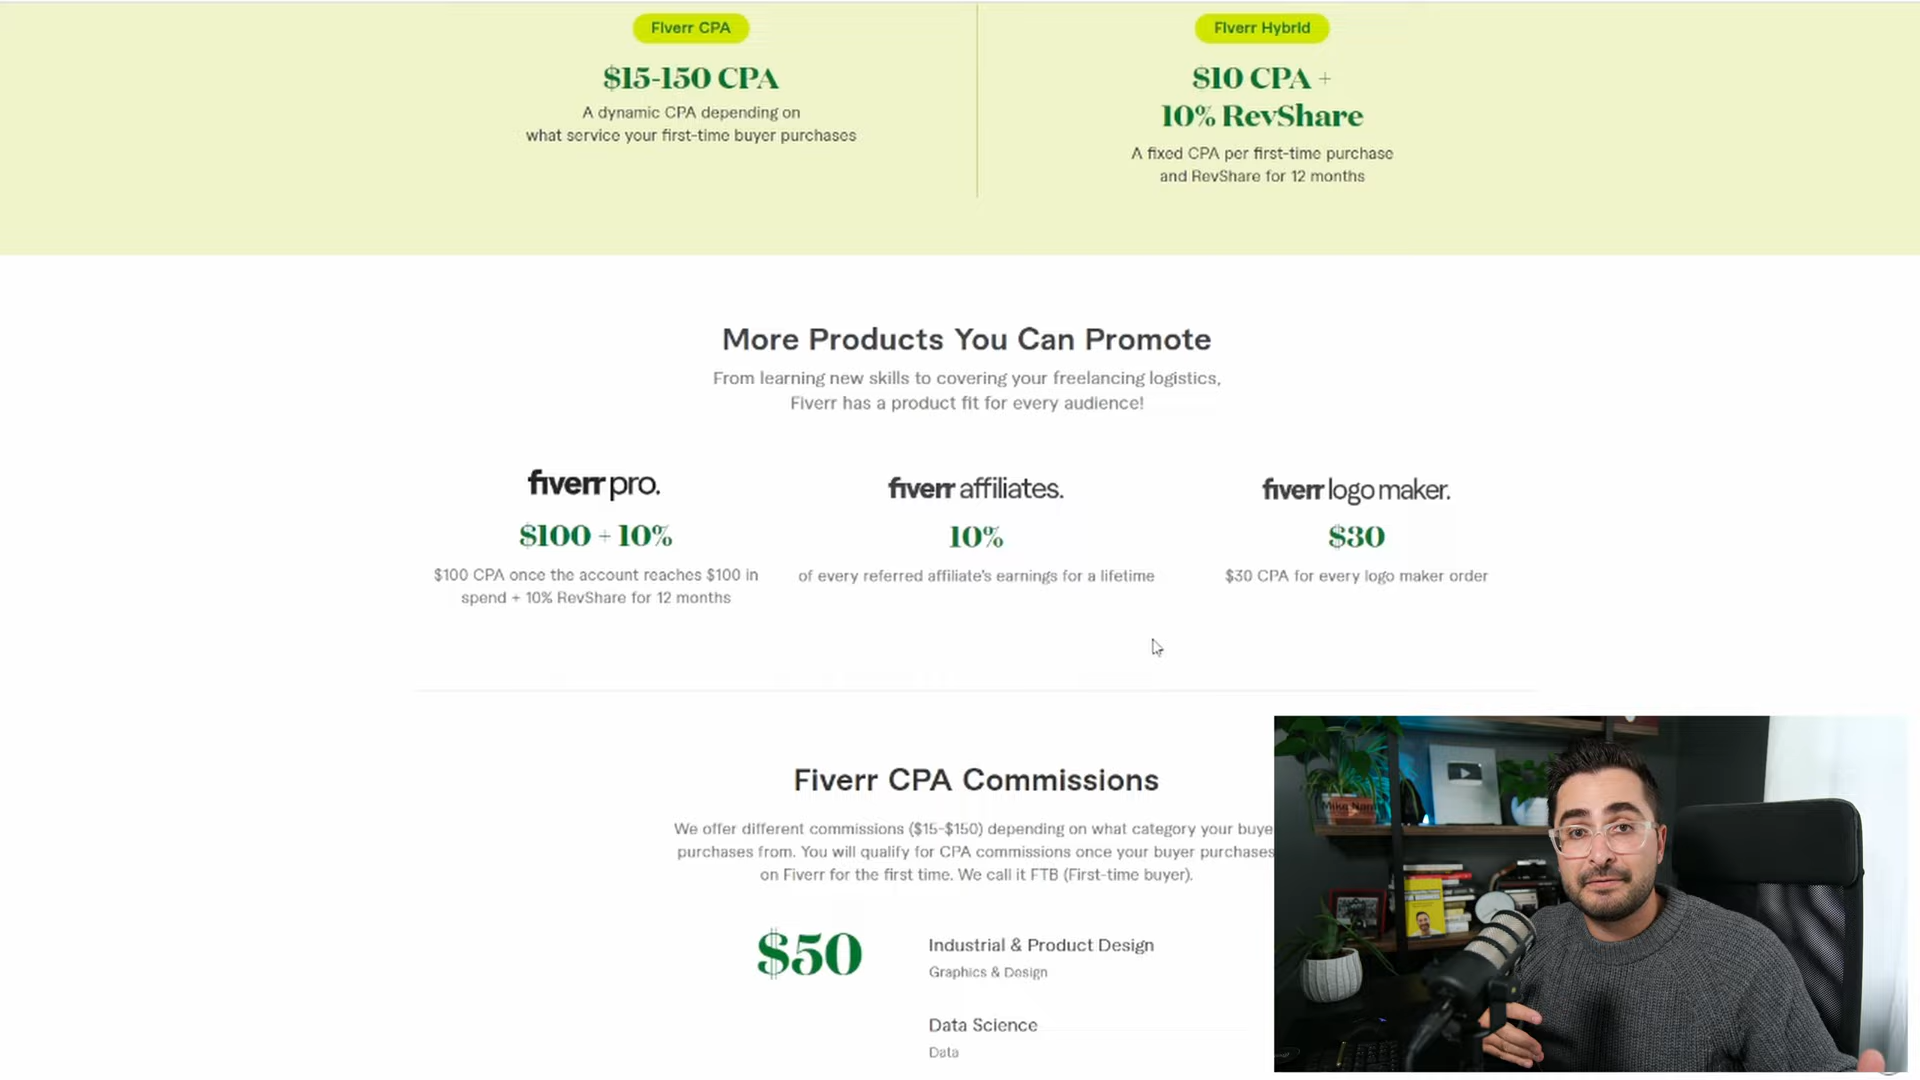 Fiverr CPA
$15-150 CPA
A dynamic CPA depending on
what service your first-time buyer purchases
Fiverr Hybrid
$10 CPA +
10% RevShare
A fixed CPA per first-time purchase
and RevShare for 12 months
More Products You Can Promote
From learning new skills to covering your freelancing logistics,
Fiverr has a product fit for every audience!
fiverr pro.
$100 + 10%
$100 CPA once the account reaches $100 in
spend + 10% RevShare for 12 months
fiverr affiliates.
10%
of every referred affiliate's earnings for a lifetime
fiverr logo maker.
$30
$30 CPA for every logo maker order
Fiverr CPA Commissions
We offer different commissions ($15-$150) depending on what category your buye
purchases from. You will qualify for CPA commissions once your buyer purchases
on Fiverr for the first time. We call it FTB (First-time buyer).
$50
Industrial & Product Design
Graphics & Design
Data Science
Data